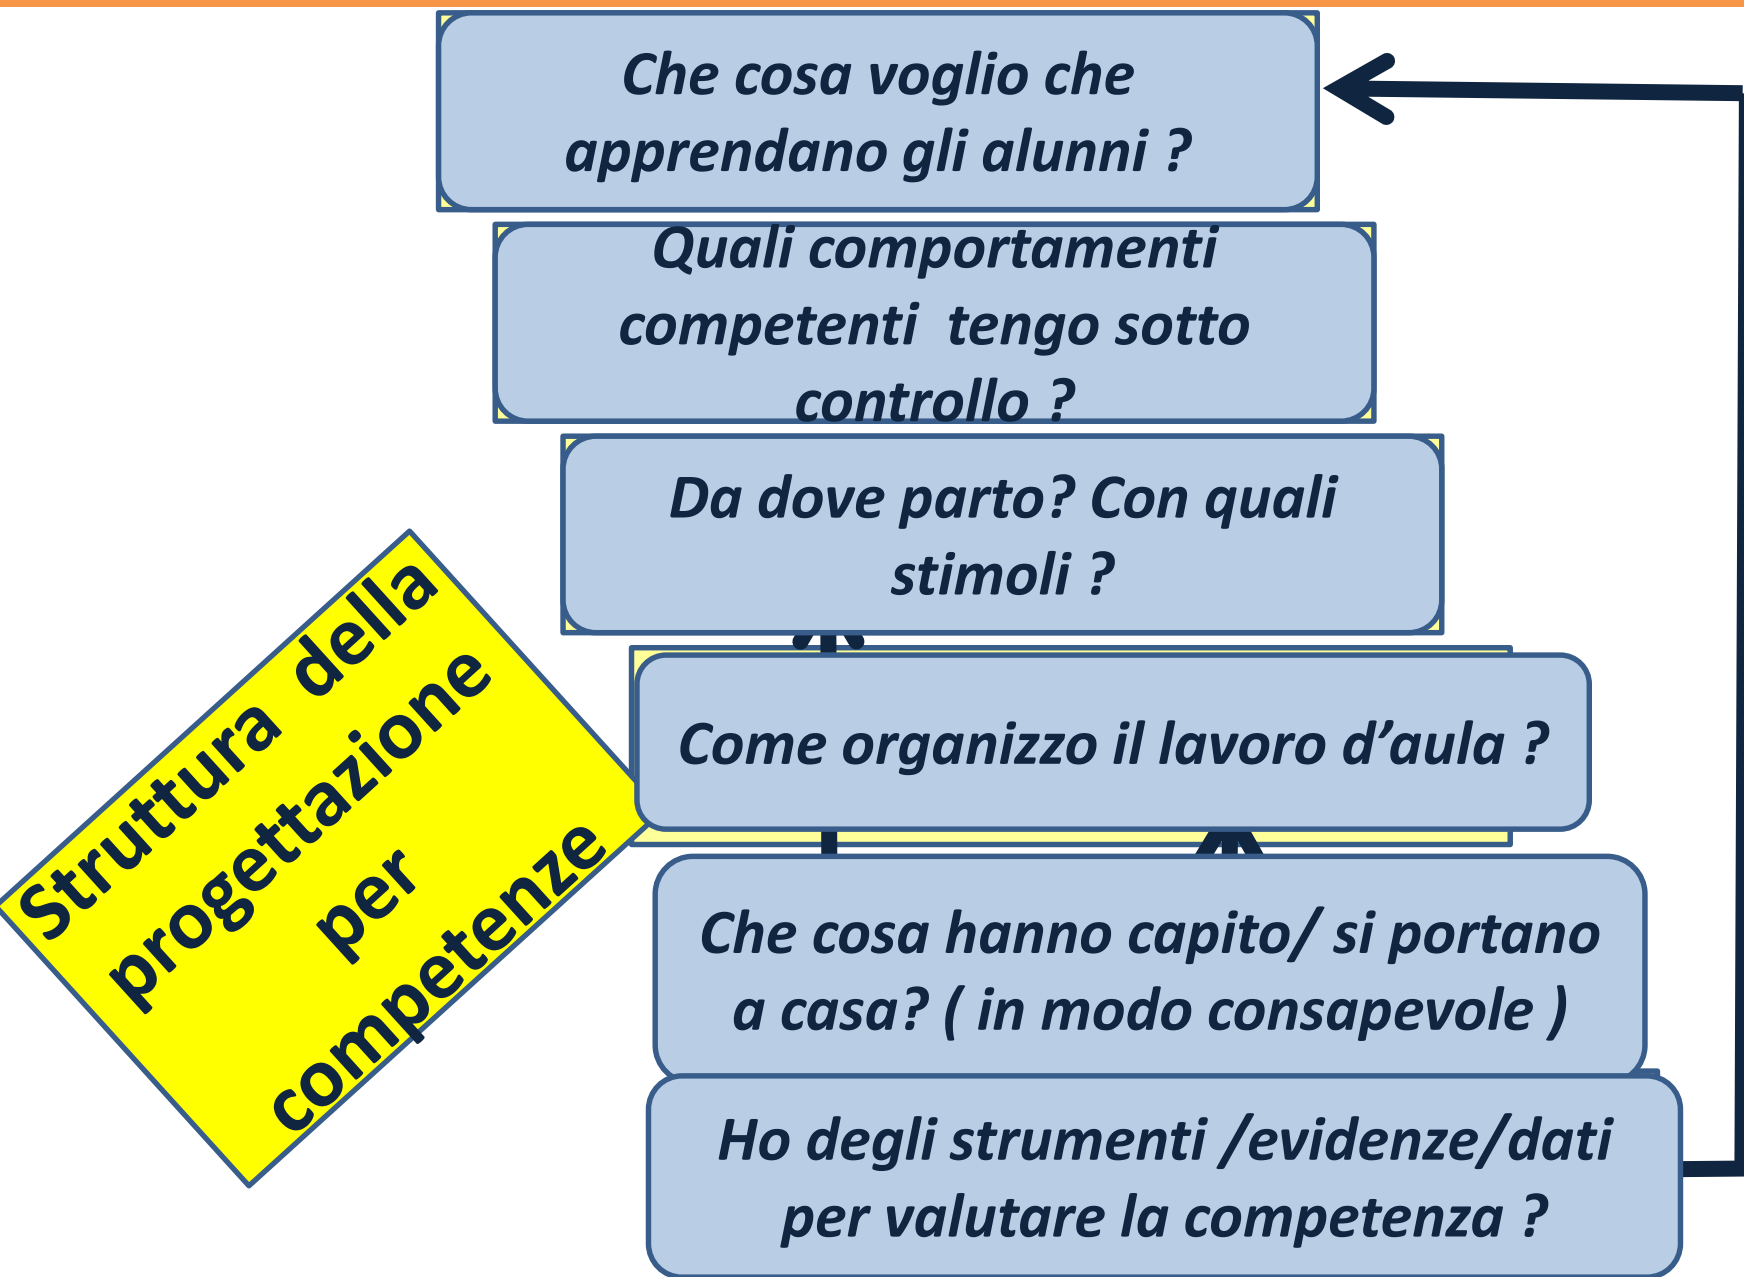 Che cosa voglio che
apprendano gli alunni ?
Quali comportamenti
competenti  tengo sotto
controllo ?
Da dove parto? Con quali
stimoli ?
Struttura  della
progettazione
per
competenze
Come organizzo il lavoro d’aula ?
Che cosa hanno capito/ si portano
a casa? ( in modo consapevole )
Ho degli strumenti /evidenze/dati
per valutare la competenza ?